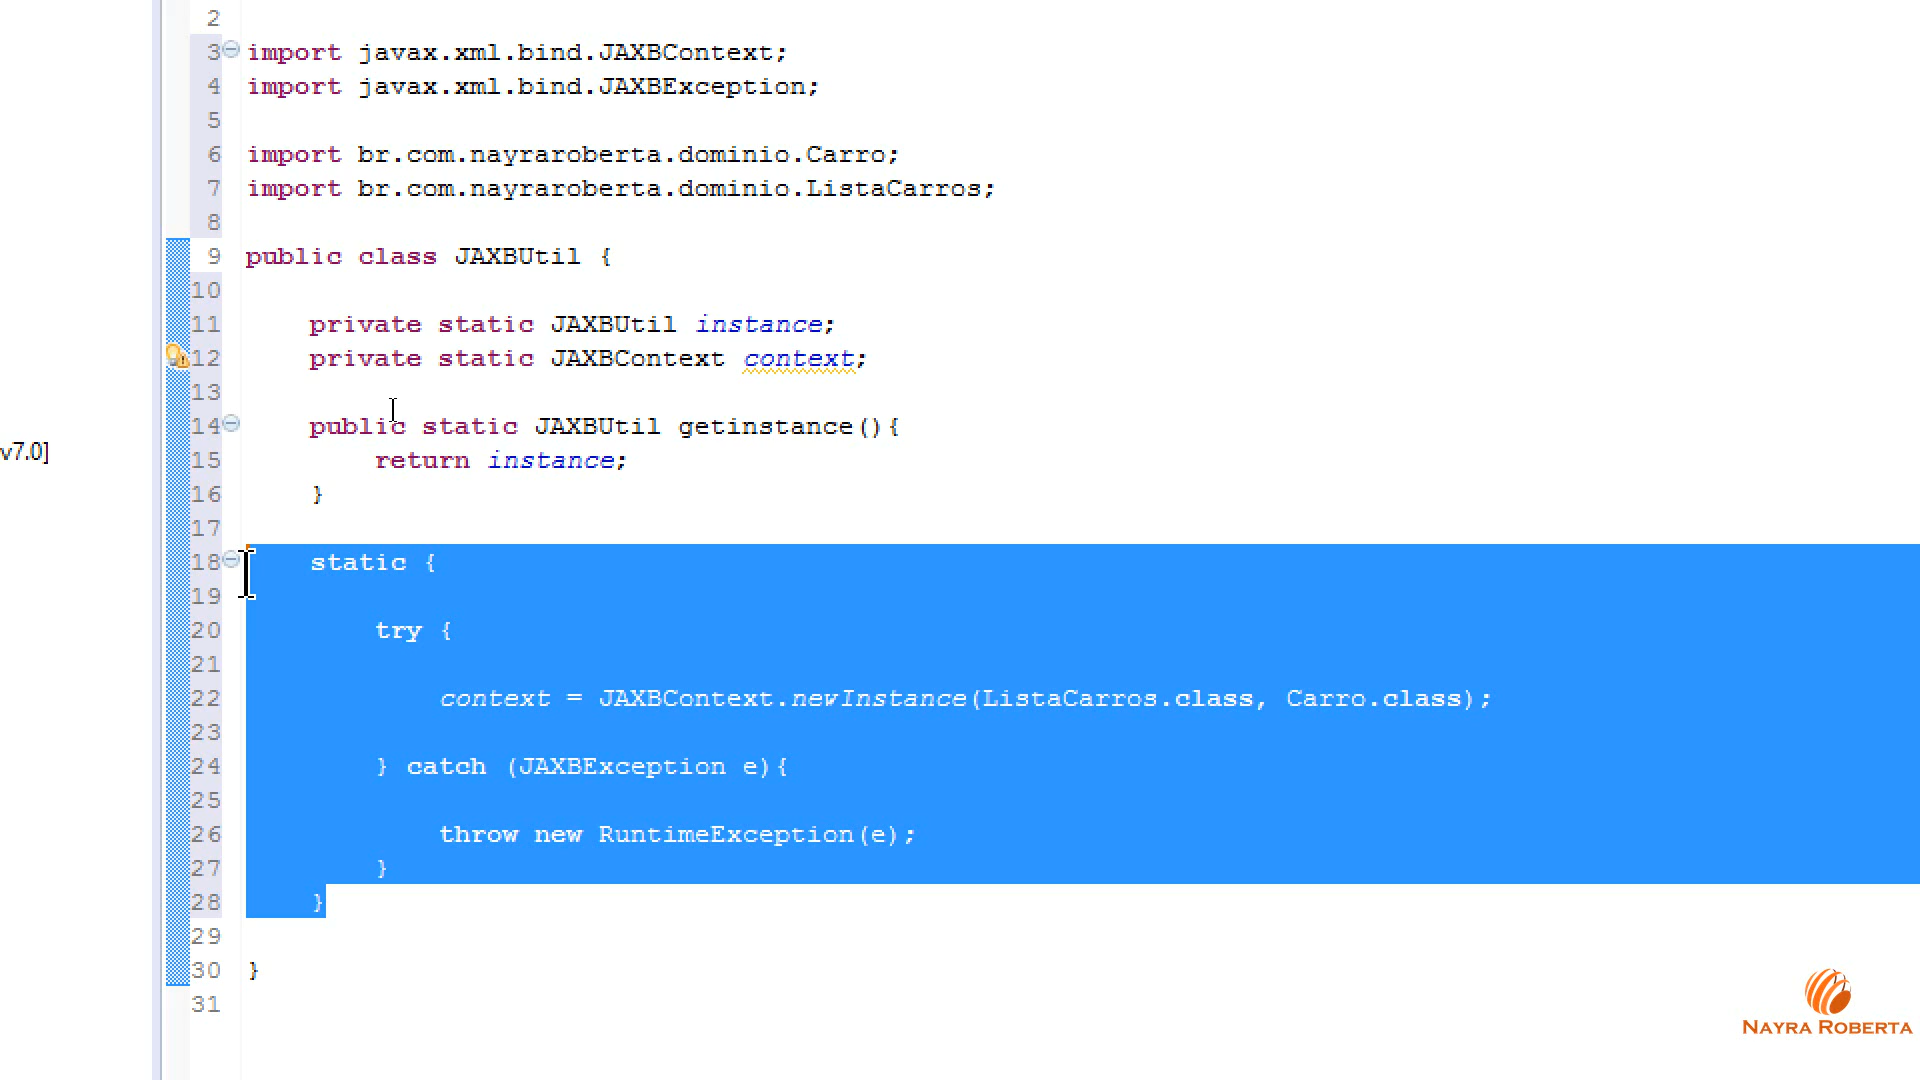 v7.0]
2
3 import javax.xml.bind.JAXBContext;
4 import javax.xml.bind.JAXBException;
5
6 import br.com.nayraroberta.dominio.Carro;
7 import br.com.nayraroberta.dominio.ListaCarros;
8
9 public class JAXBUtil {
10
11 private static JAXBUtil instance;
12 private static JAXBContext context;
13
14 public static JAXBUtil getinstance(){
15 return instance;
16 }
17
18 static {
19
20 try {
21
22 context = JAXBContext.newInstance(ListaCarros.class, Carro.class);
23
24 } catch (JAXBException e){
25
26 throw new RuntimeException(e);
27 }
28 }
29
30 }
31
NAYRA ROBERTA